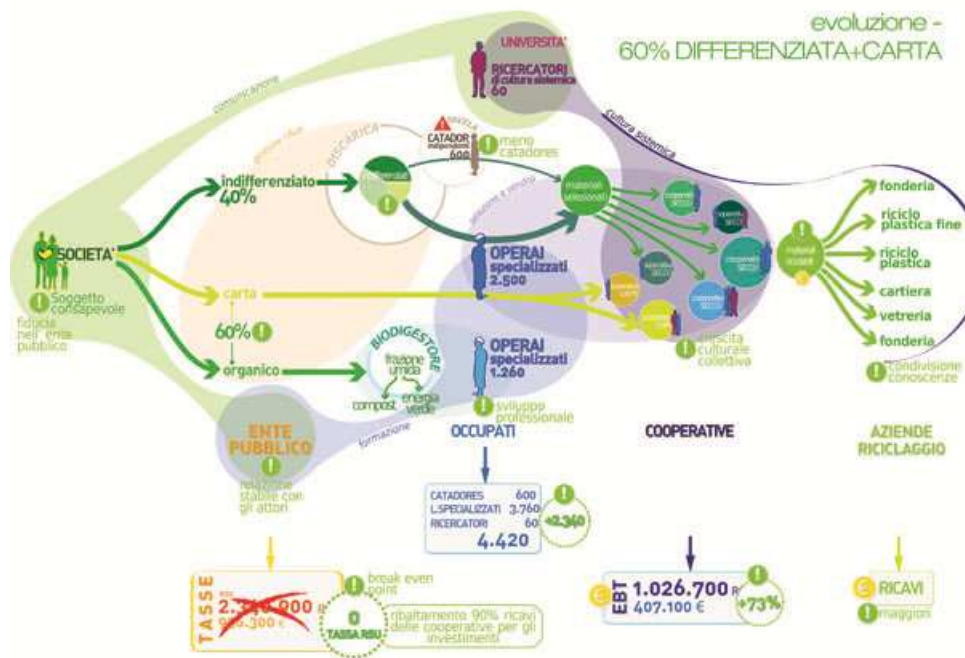 evoluzione -
60% DIFFERENZIATA+CARTA
UNIVERSITA'
RICERCATORI
di cultura sistemica
60
comunicazione
cultura sistemica
DISCARICA
CATADOR
indipendenti
600
meno
catadores
indifferenziato
40%
materiali
selezionati
fonderia
riciclo
plastica fine
riciclo
plastica
cartiera
vetreria
fonderia
SOCIETA'
Soggetto
consapevole
fiducia
nell'ente
pubblico
OPERAI
specializzati
2.500
carta
60%
organico
BIODIGESTORE
frazione
umida
compost
energia
verde
OPERAI
specializzati
1.260
sviluppo
professionale
crescita
culturale
collettiva
condivisione
conoscenze
formazione
ENTE
PUBBLICO
relazione
stabile con
gli attori
OCCUPATI
COOPERATIVE
AZIENDE
RICICLAGGIO
CATADORES 600
L.SPECIALIZZATI 3.760
RICERCATORI 60
4.420
+2.340
TASSE
break even
point
0
TASSA RSU
ribaltamento 90% ricavi
delle cooperative per gli
investimenti
EBT
1.026.700 R
407.100 €
+73%
€ RICAVI
maggiori